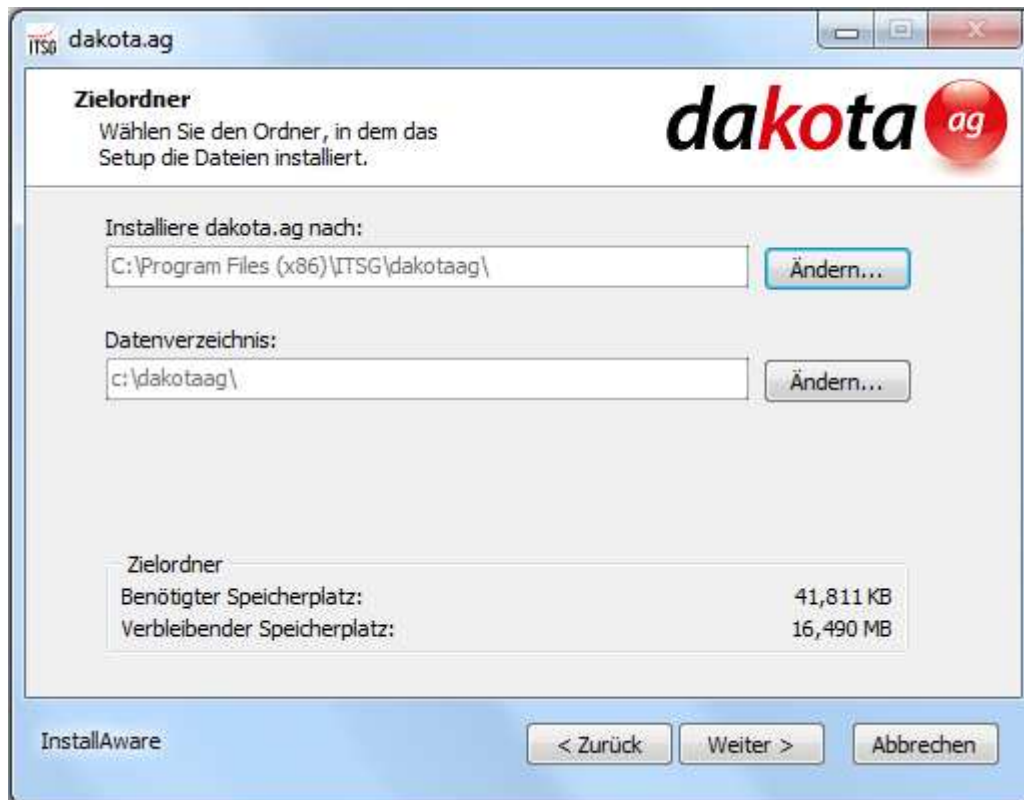 ITSG dakota.ag
Zielordner
Wählen Sie den Ordner, in dem das
Setup die Dateien installiert.
dakota ag
Installiere dakota.ag nach:
C:\Program Files (x86)\ITSG\dakotaag\
Ändern...
Datenverzeichnis:
c:\dakotaag\
Ändern...
Zielordner
Benötigter Speicherplatz: 41,811 KB
Verbleibender Speicherplatz: 16,490 MB
InstallAware
< Zurück
Weiter >
Abbrechen